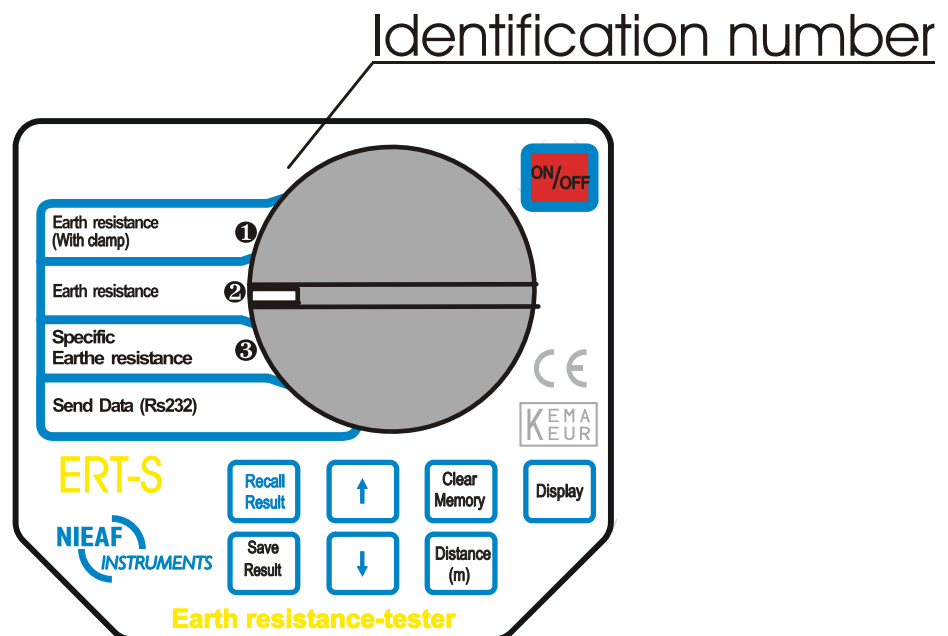 Identification number
ON/OFF
Earth resistance
(With clamp)
❶
Earth resistance
❷
Specific
Earthe resistance
❸
Send Data (Rs232)
CE
KEMA
EUR
ERT-S
Recall
Result
↑
Clear
Memory
Display
NIEAF
INSTRUMENTS
Save
Result
↓
Distance
(m)
Earth resistance-tester